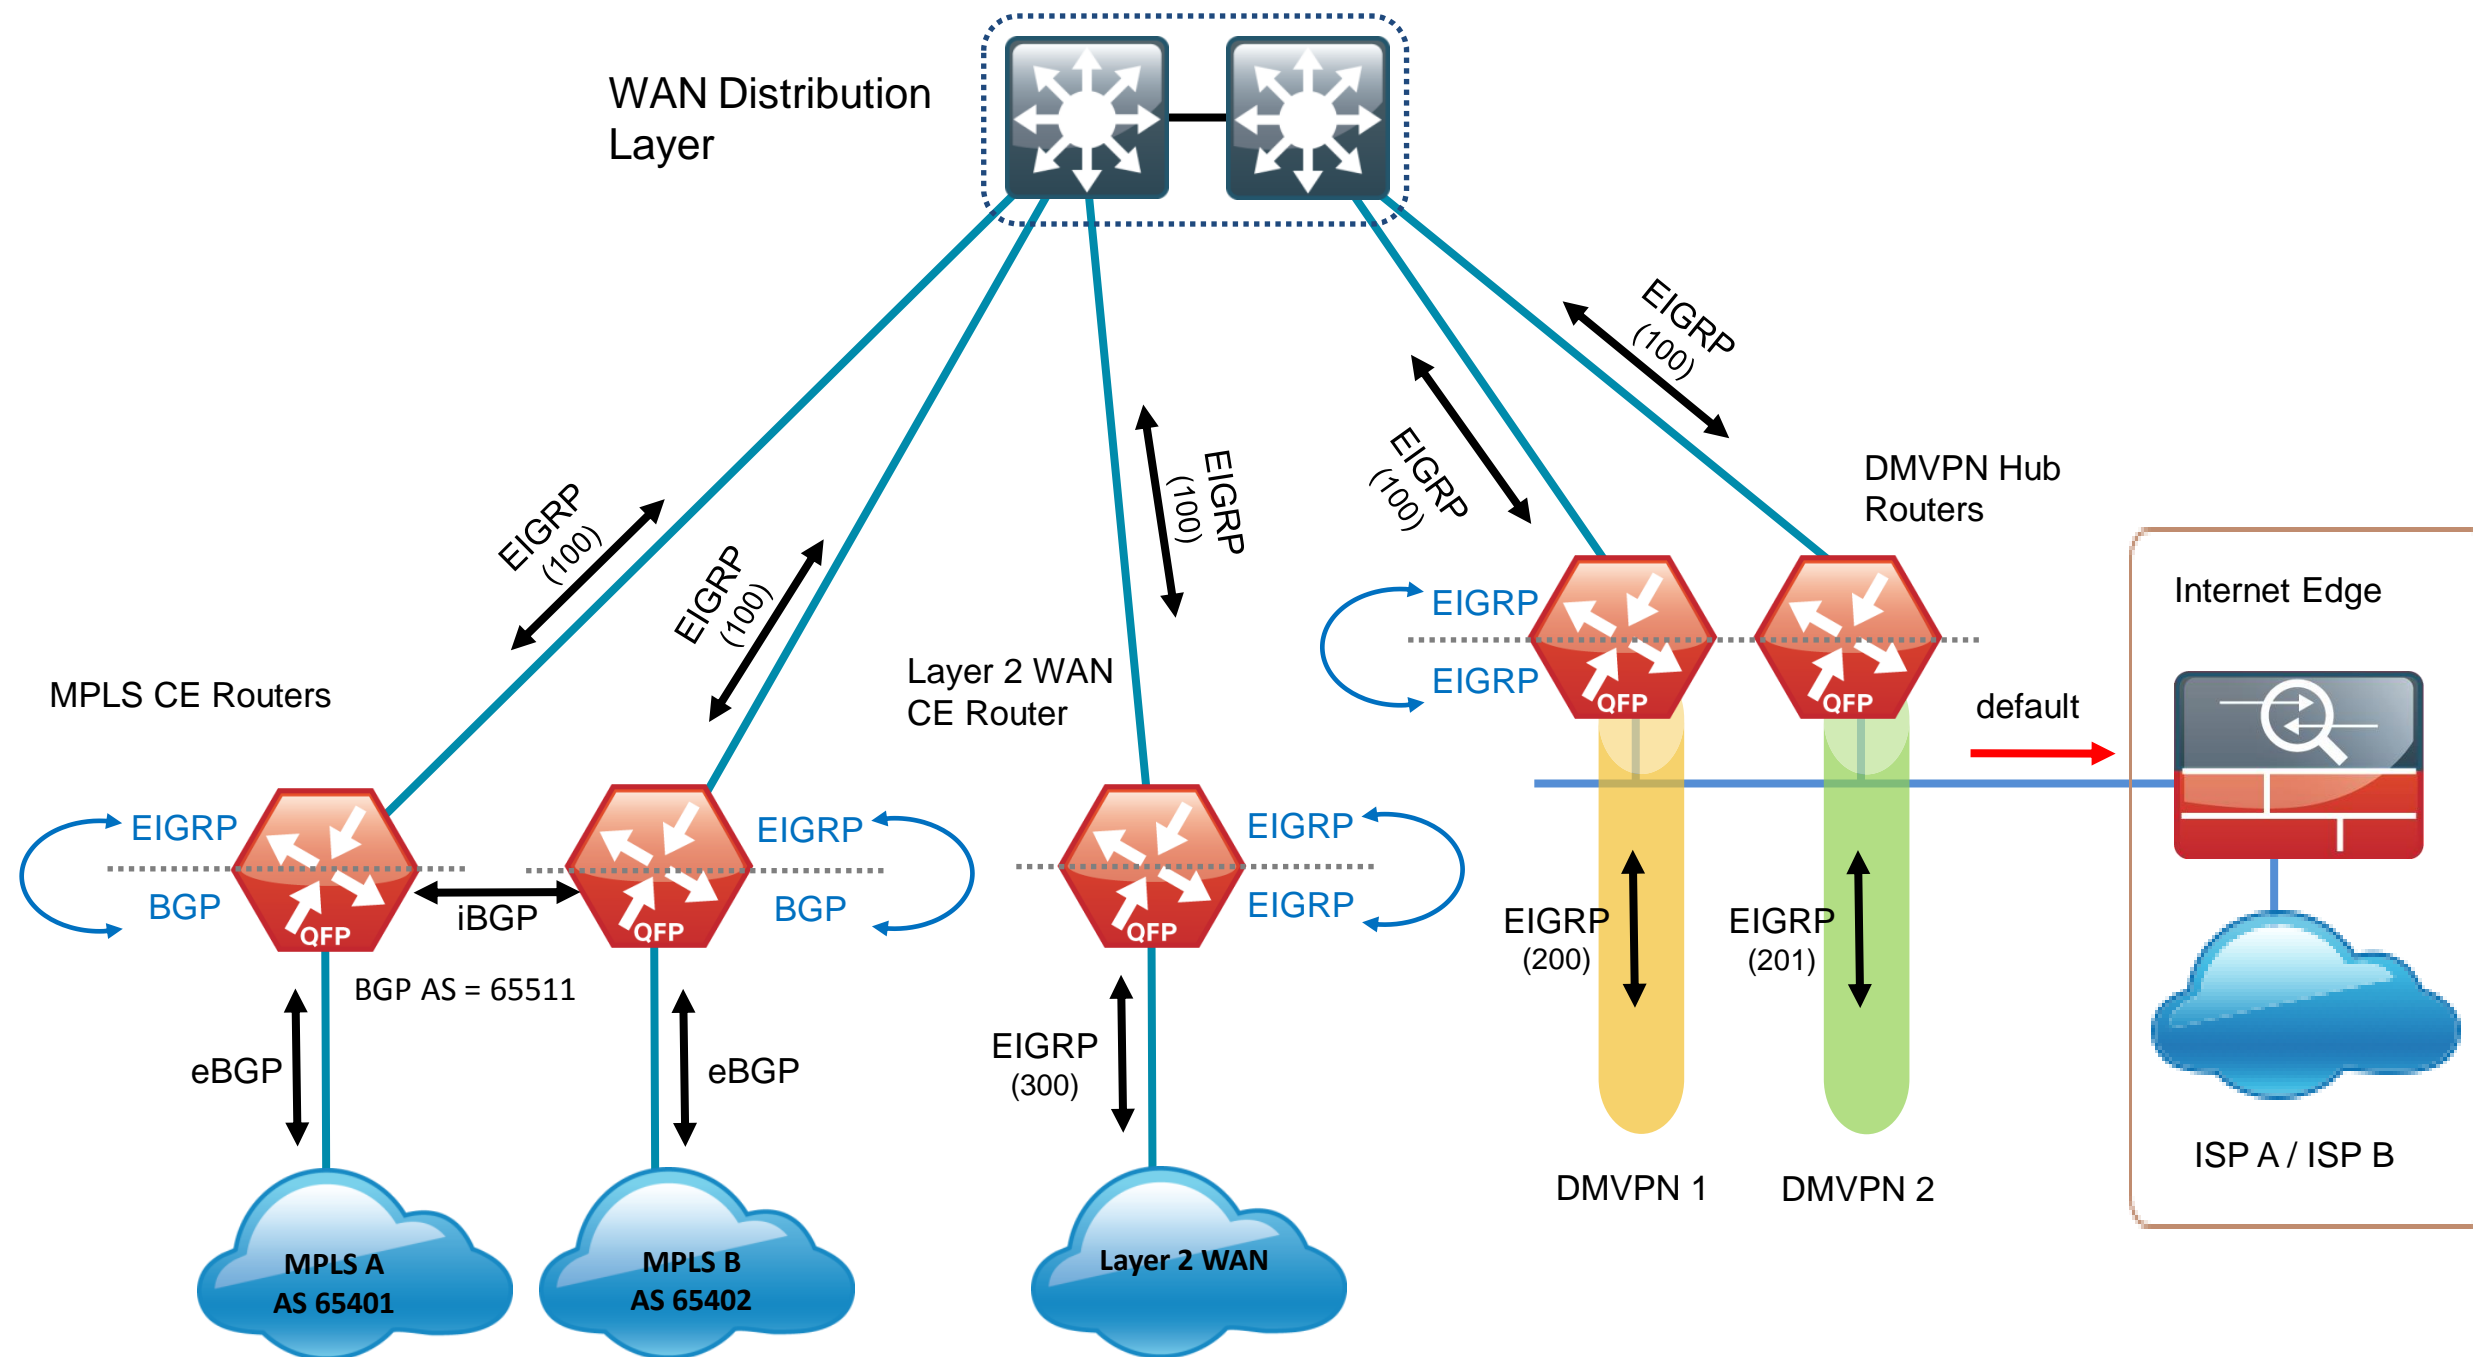 WAN Distribution
Layer
EIGRP
(100)
EIGRP
(100)
EIGRP
(100)
EIGRP
(100)
EIGRP
(100)
DMVPN Hub
Routers
Internet Edge
EIGRP
EIGRP
QFP
QFP
default
MPLS CE Routers
Layer 2 WAN
CE Router
EIGRP
BGP
QFP
iBGP
QFP
EIGRP
BGP
QFP
EIGRP
EIGRP
BGP AS = 65511
eBGP
eBGP
EIGRP
(300)
EIGRP
(200)
EIGRP
(201)
DMVPN 1
DMVPN 2
ISP A / ISP B
MPLS A
AS 65401
MPLS B
AS 65402
Layer 2 WAN